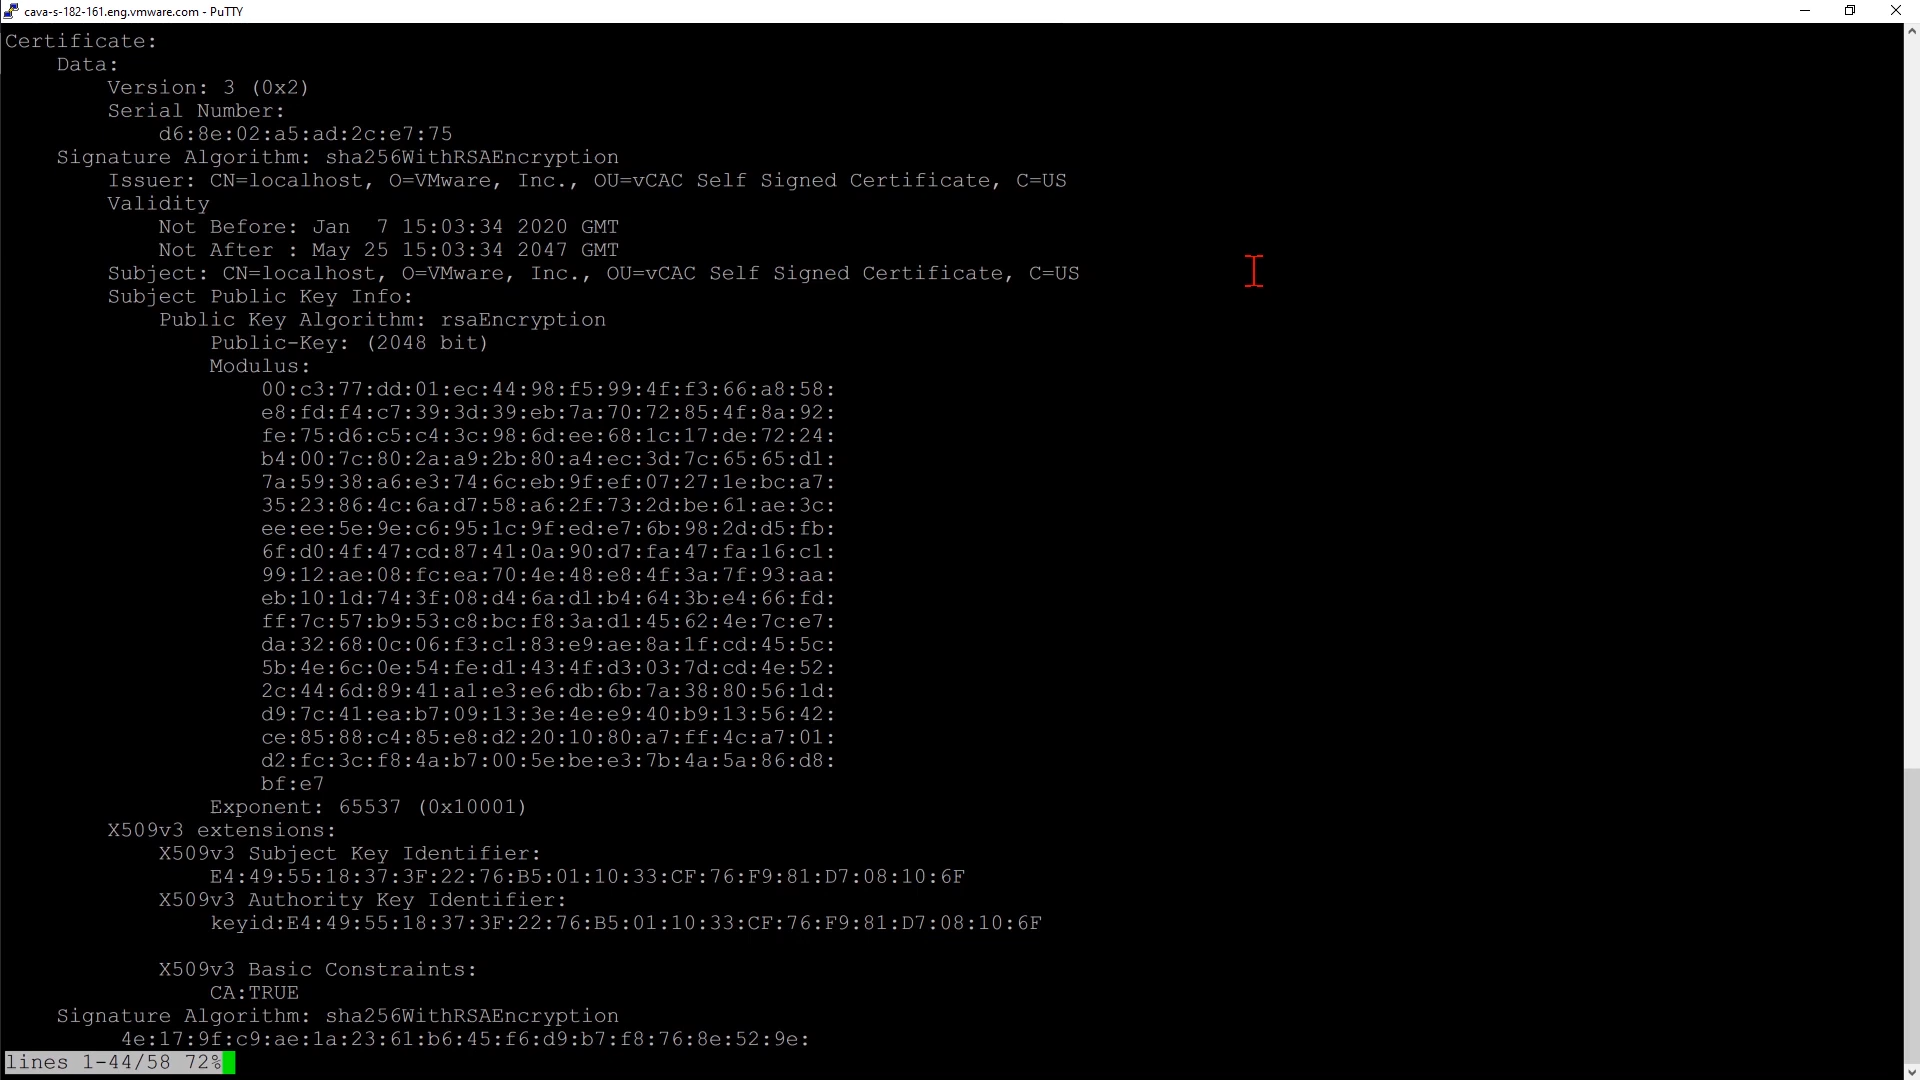 cava-s-182-161.eng.vmware.com - PuTTY
Certificate:
Data:
Version: 3 (0x2)
Serial Number:
d6:8e:02:a5:ad:2c:e7:75
Signature Algorithm: sha256WithRSAEncryption
Issuer: CN=localhost, O=VMware, Inc., OU=vCAC Self Signed Certificate, C=US
Validity
Not Before: Jan  7 15:03:34 2020 GMT
Not After : May 25 15:03:34 2047 GMT
Subject: CN=localhost, O=VMware, Inc., OU=vCAC Self Signed Certificate, C=US
Subject Public Key Info:
Public Key Algorithm: rsaEncryption
Public-Key: (2048 bit)
Modulus:
00:c3:77:dd:01:ec:44:98:f5:99:4f:f3:66:a8:58:
e8:fd:f4:c7:39:3d:39:eb:7a:70:72:85:4f:8a:92:
fe:75:d6:c5:c4:3c:98:6d:ee:68:1c:17:de:72:24:
b4:00:7c:80:2a:a9:2b:80:a4:ec:3d:7c:65:65:d1:
7a:59:38:a6:e3:74:6c:eb:9f:ef:07:27:1e:bc:a7:
35:23:86:4c:6a:d7:58:a6:2f:73:2d:be:61:ae:3c:
ee:ee:5e:9e:c6:95:1c:9f:ed:e7:6b:98:2d:d5:fb:
6f:d0:4f:47:cd:87:41:0a:90:d7:fa:47:fa:16:c1:
99:12:ae:08:fc:ea:70:4e:48:e8:4f:3a:7f:93:aa:
eb:10:1d:74:3f:08:d4:6a:d1:b4:64:3b:e4:66:fd:
ff:7c:57:b9:53:c8:bc:f8:3a:d1:45:62:4e:7c:e7:
da:32:68:0c:06:f3:c1:83:e9:ae:8a:1f:cd:45:5c:
5b:4e:6c:0e:54:fe:d1:43:4f:d3:03:7d:cd:4e:52:
2c:44:6d:89:41:a1:e3:e6:db:6b:7a:38:80:56:1d:
d9:7c:41:ea:b7:09:13:3e:4e:e9:40:b9:13:56:42:
ce:85:88:c4:85:e8:d2:20:10:80:a7:ff:4c:a7:01:
d2:fc:3c:f8:4a:b7:00:5e:be:e3:7b:4a:5a:86:d8:
bf:e7
Exponent: 65537 (0x10001)
X509v3 extensions:
X509v3 Subject Key Identifier:
E4:49:55:18:37:3F:22:76:B5:01:10:33:CF:76:F9:81:D7:08:10:6F
X509v3 Authority Key Identifier:
keyid:E4:49:55:18:37:3F:22:76:B5:01:10:33:CF:76:F9:81:D7:08:10:6F
X509v3 Basic Constraints:
CA:TRUE
Signature Algorithm: sha256WithRSAEncryption
4e:17:9f:c9:ae:1a:23:61:b6:45:f6:d9:b7:f8:76:8e:52:9e:
lines 1-44/58 72%